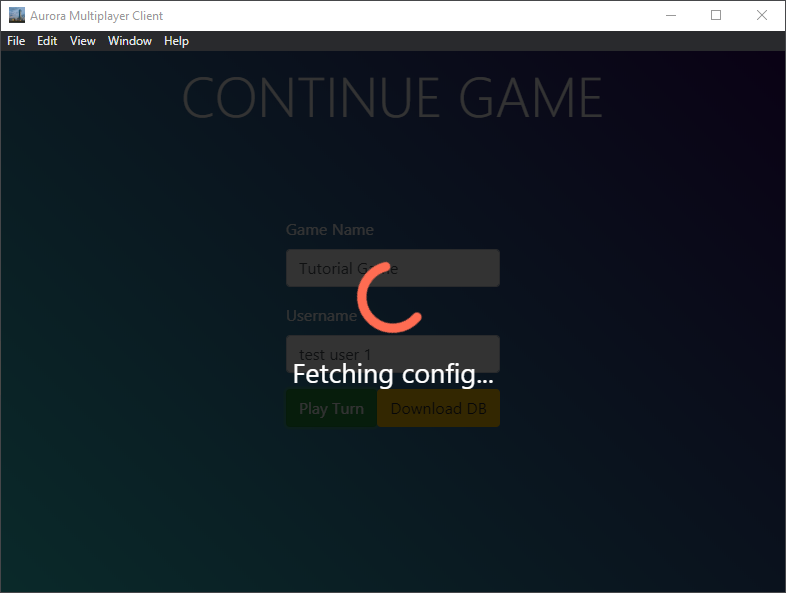 Aurora Multiplayer Client
File Edit View Window Help
CONTINUE GAME
Game Name
Tutorial Game
Username
test user 1
Fetching config...
Play Turn Download DB